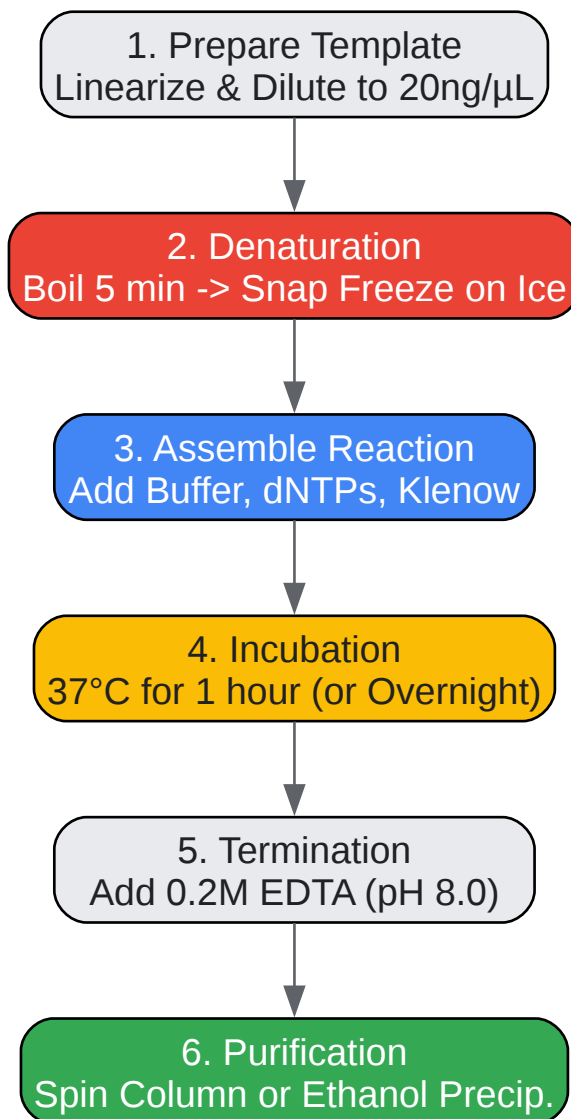 1. Prepare Template
Linearize & Dilute to 20ng/µL
2. Denaturation
Boil 5 min -> Snap Freeze on Ice
3. Assemble Reaction
Add Buffer, dNTPs, Klenow
4. Incubation
37°C for 1 hour (or Overnight)
5. Termination
Add 0.2M EDTA (pH 8.0)
6. Purification
Spin Column or Ethanol Precip.